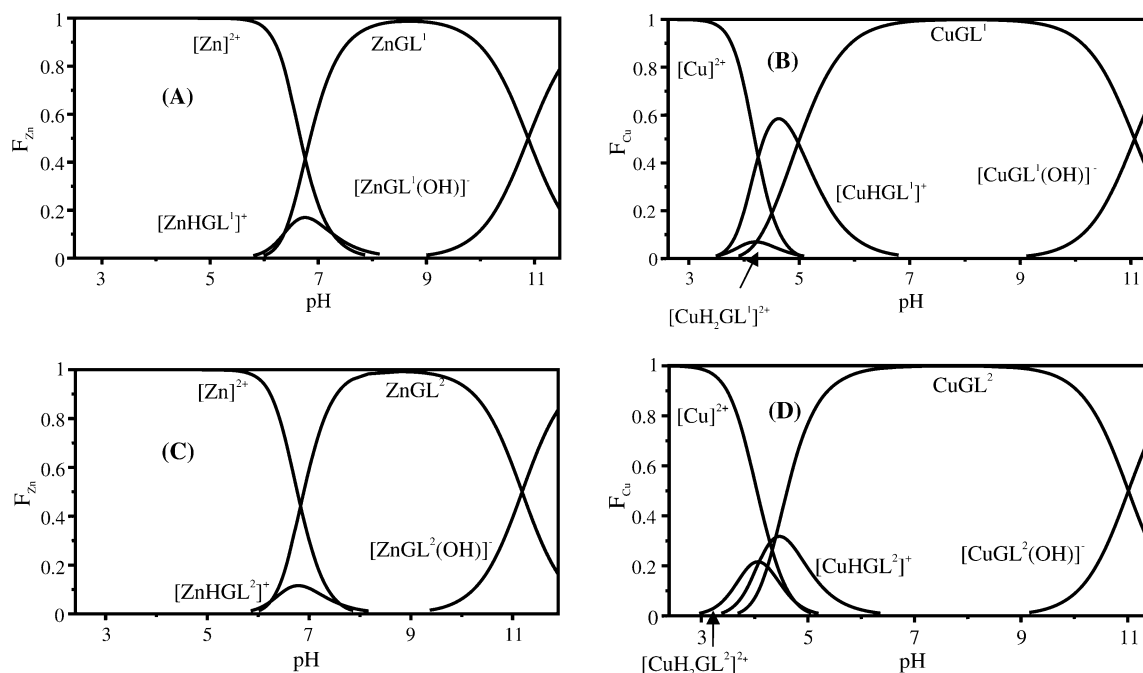 1
0.8
0.6
0.4
0.2
0
F_Zn
[Zn]²⁺
ZnGL¹
(A)
[ZnGL¹(OH)]⁻
[ZnHGL¹]⁺
3 5 7 9 11
pH
1
0.8
0.6
0.4
0.2
0
F_Cu
[Cu]²⁺
(B)
CuGL¹
[CuHGL¹]⁺
[CuGL¹(OH)]⁻
3 5 7 9 11
pH
[CuH₂GL¹]²⁺
1
0.8
0.6
0.4
0.2
0
F_Zn
[Zn]²⁺
ZnGL²
(C)
[ZnGL²(OH)]⁻
[ZnHGL²]⁺
3 5 7 9 11
pH
1
0.8
0.6
0.4
0.2
0
F_Cu
[Cu]²⁺
(D)
CuGL²
[CuHGL²]⁺
[CuGL²(OH)]⁻
3 5 7 9 11
pH
[CuH₂GL²]²⁺